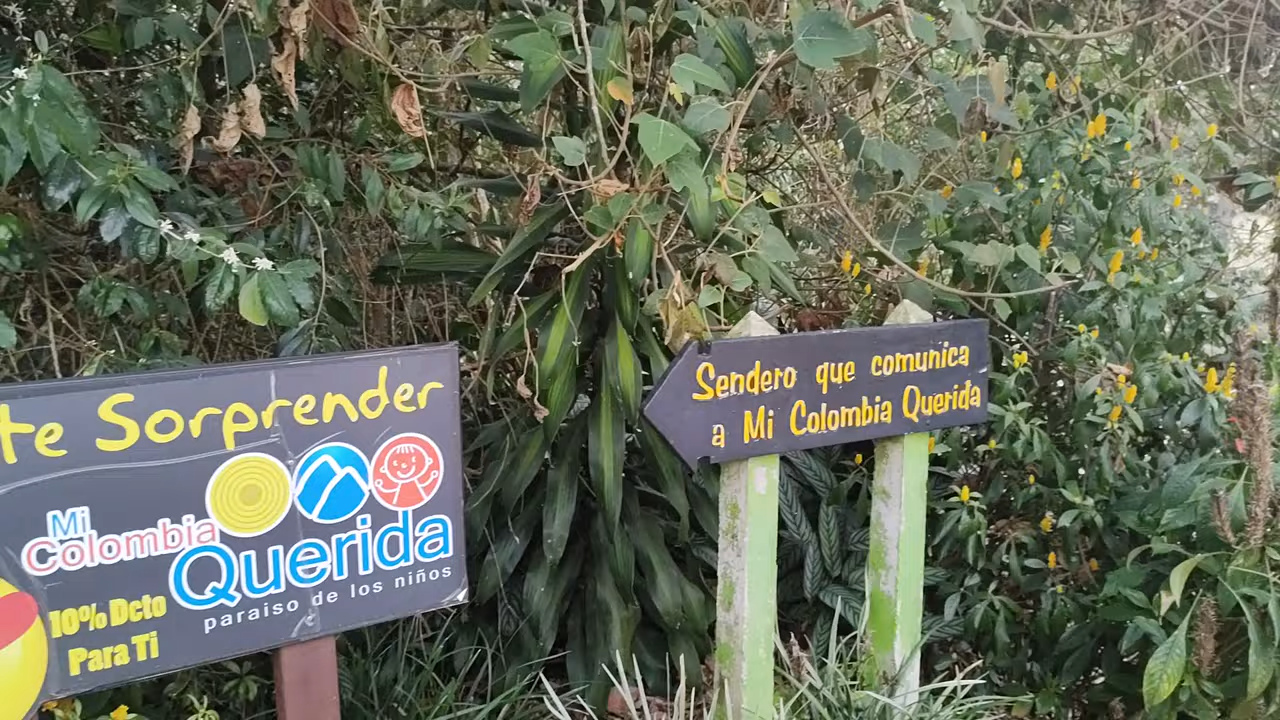 te Sorprender
Mi
Colombia
Querida
paraiso de los niños
10% Dcto
Para Ti
Sendero que comunica
a Mi Colombia Querida